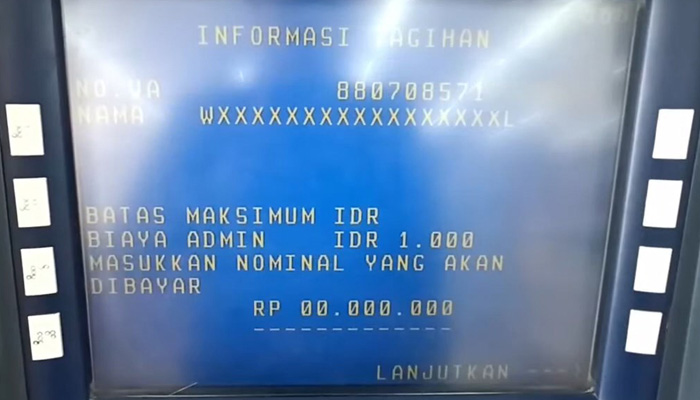 INFORMASI TAGIHAN
NO.VA 880708571
NAMA WXXXXXXXXXXXXXXXXXXL
BATAS MAKSIMUM IDR
BIAYA ADMIN IDR 1.000
MASUKKAN NOMINAL YANG AKAN
DIBAYAR
RP 00.000.000
LANJUTKAN --->